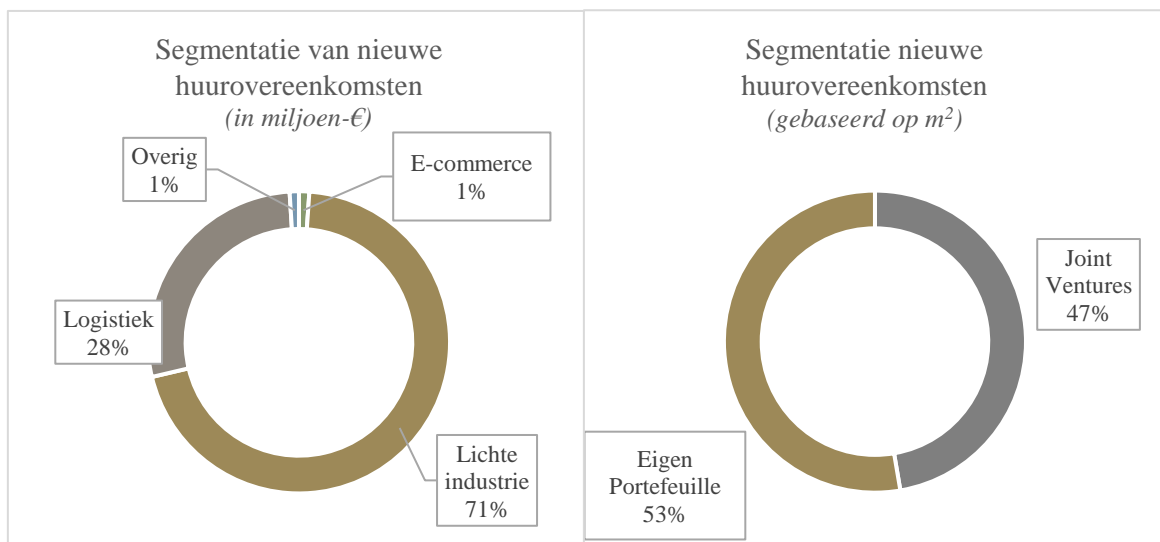 Segmentatie van nieuwe
huurovereenkomsten
(in miljoen-€)
Overig
1%
E-commerce
1%
Logistiek
28%
Lichte
industrie
71%
Segmentatie nieuwe
huurovereenkomsten
(gebaseerd op m²)
Joint
Ventures
47%
Eigen
Portefeuille
53%